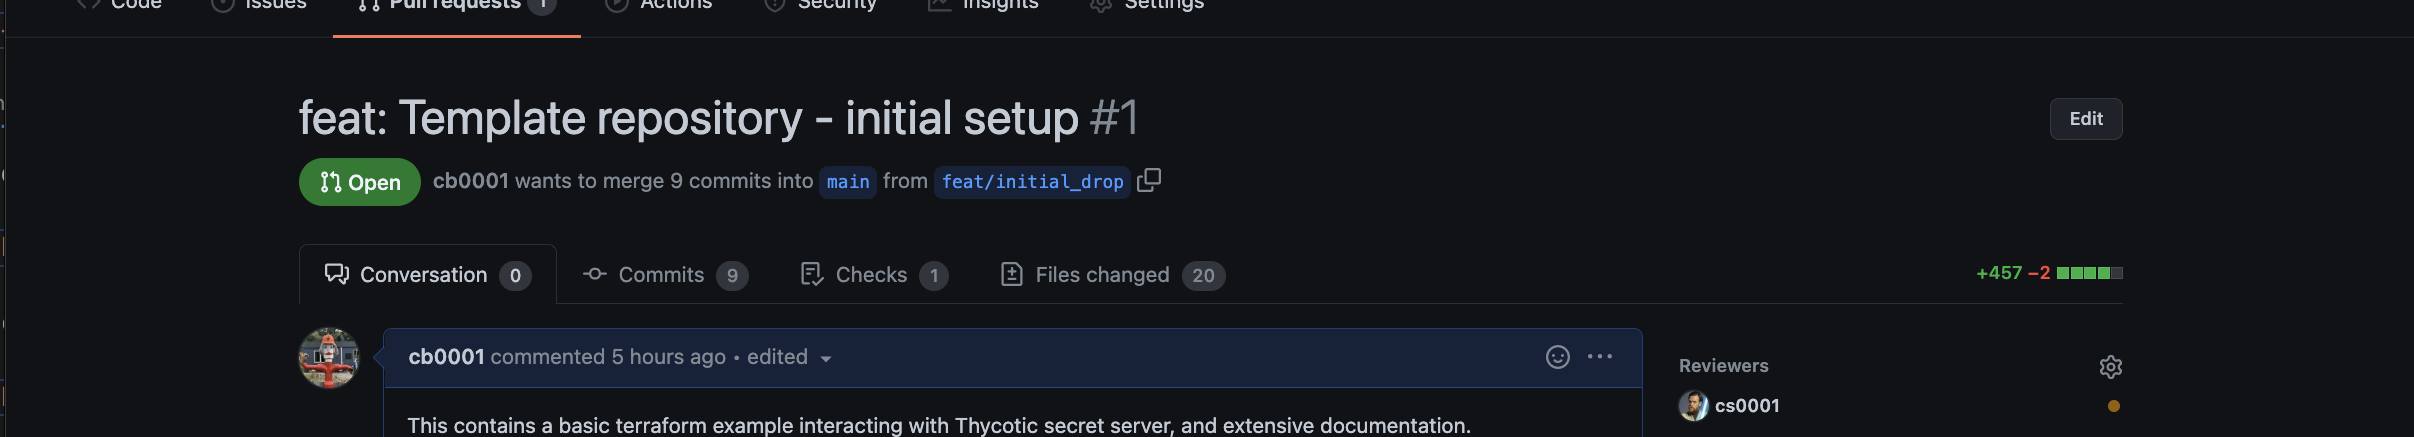 Code Issues Pull requests 1 Actions Security Insights Settings
feat: Template repository - initial setup #1
Edit
Open cb0001 wants to merge 9 commits into main from feat/initial_drop
Conversation 0 Commits 9 Checks 1 Files changed 20
+457 −2
cb0001 commented 5 hours ago • edited
Reviewers
cs0001
This contains a basic terraform example interacting with Thycotic secret server, and extensive documentation.